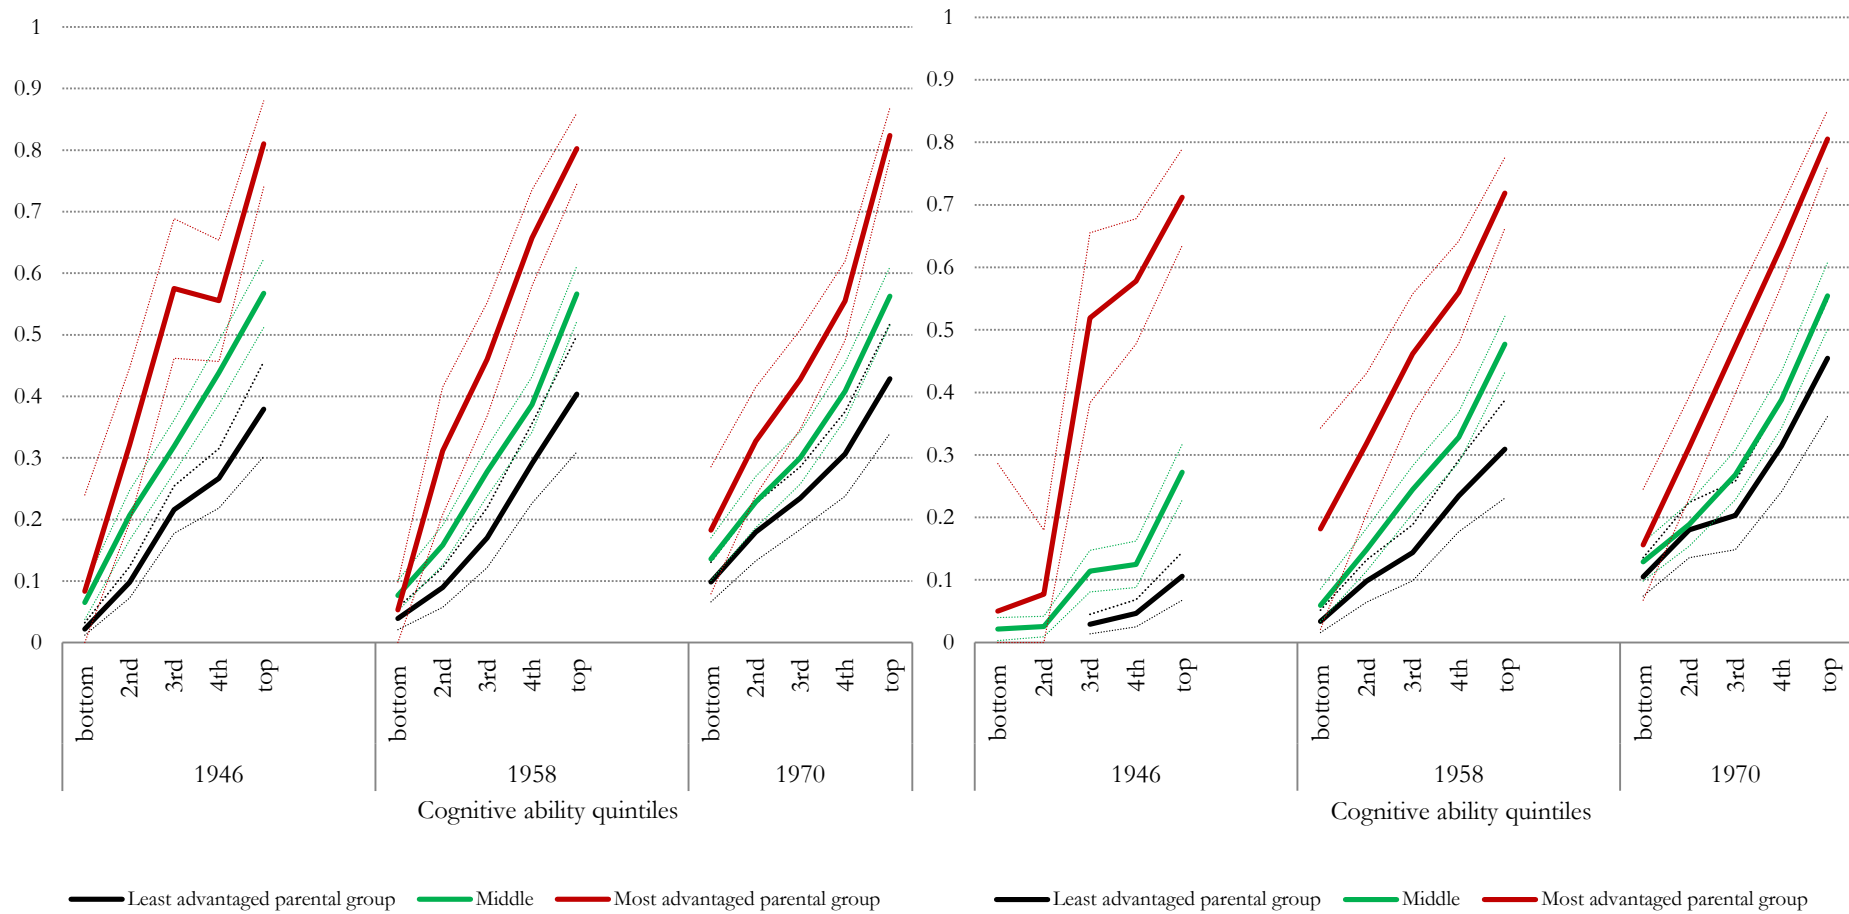 1
0.9
0.8
0.7
0.6
0.5
0.4
0.3
0.2
0.1
0
bottom
2nd
3rd
4th
top
bottom
2nd
3rd
4th
top
bottom
2nd
3rd
4th
top
1946
1958
1970
Cognitive ability quintiles
Least advantaged parental group
Middle
Most advantaged parental group
1
0.9
0.8
0.7
0.6
0.5
0.4
0.3
0.2
0.1
0
bottom
2nd
3rd
4th
top
bottom
2nd
3rd
4th
top
bottom
2nd
3rd
4th
top
1946
1958
1970
Cognitive ability quintiles
Least advantaged parental group
Middle
Most advantaged parental group